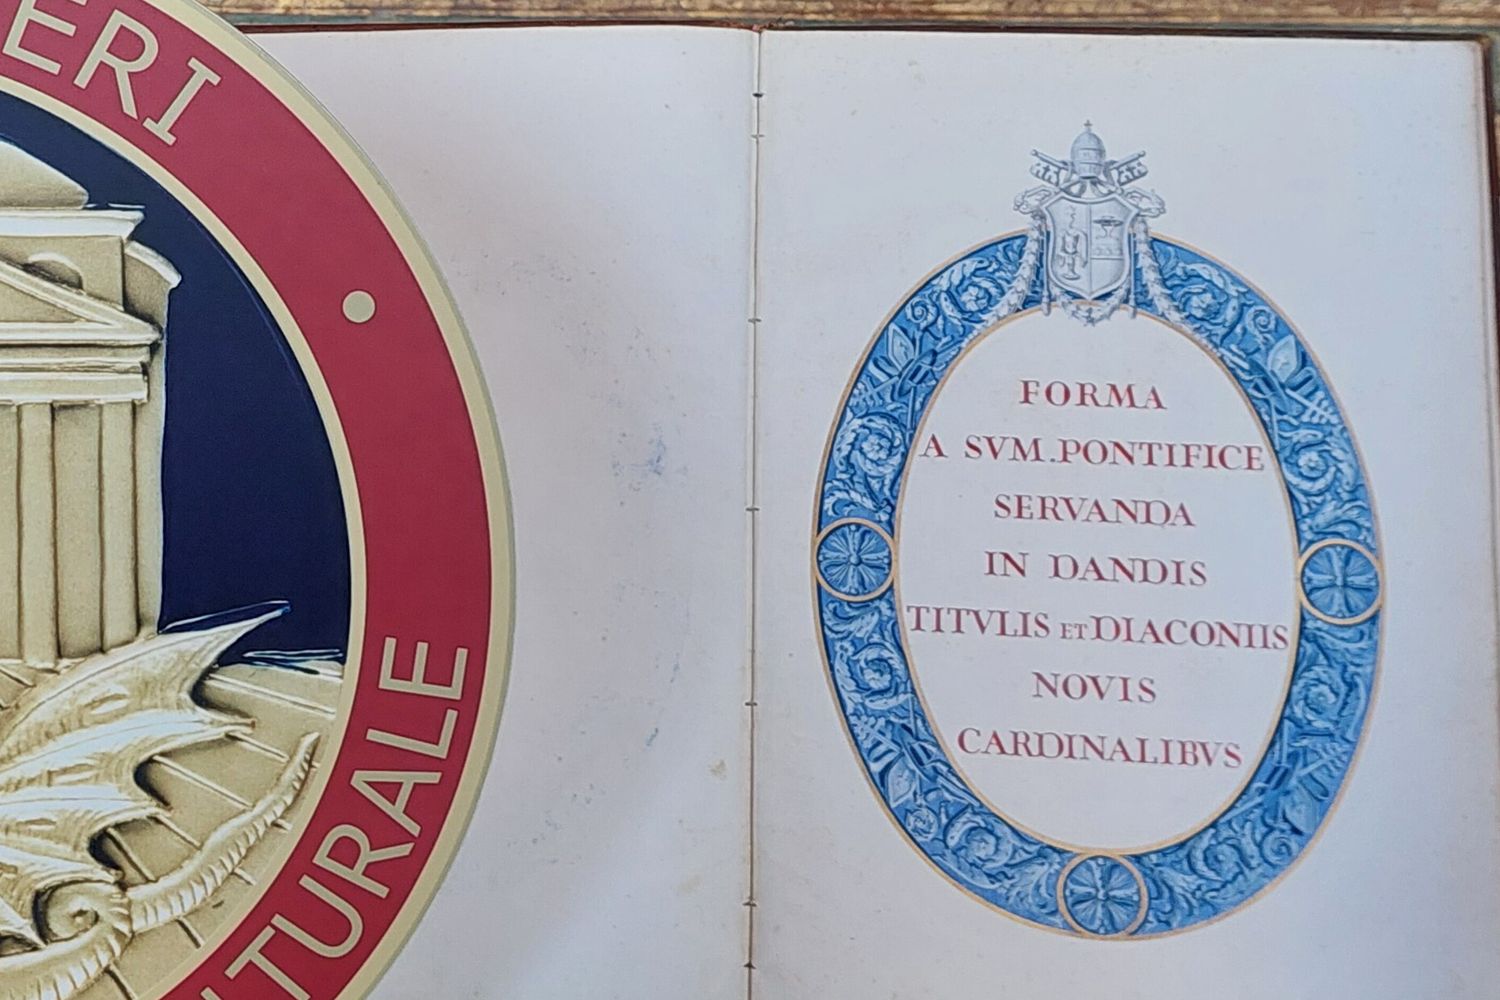 ERI
TURALE
FORMA
A SVM.PONTIFICE
SERVANDA
IN DANDIS
TITVLIS ET DIACONIIS
NOVIS
CARDINALIBVS